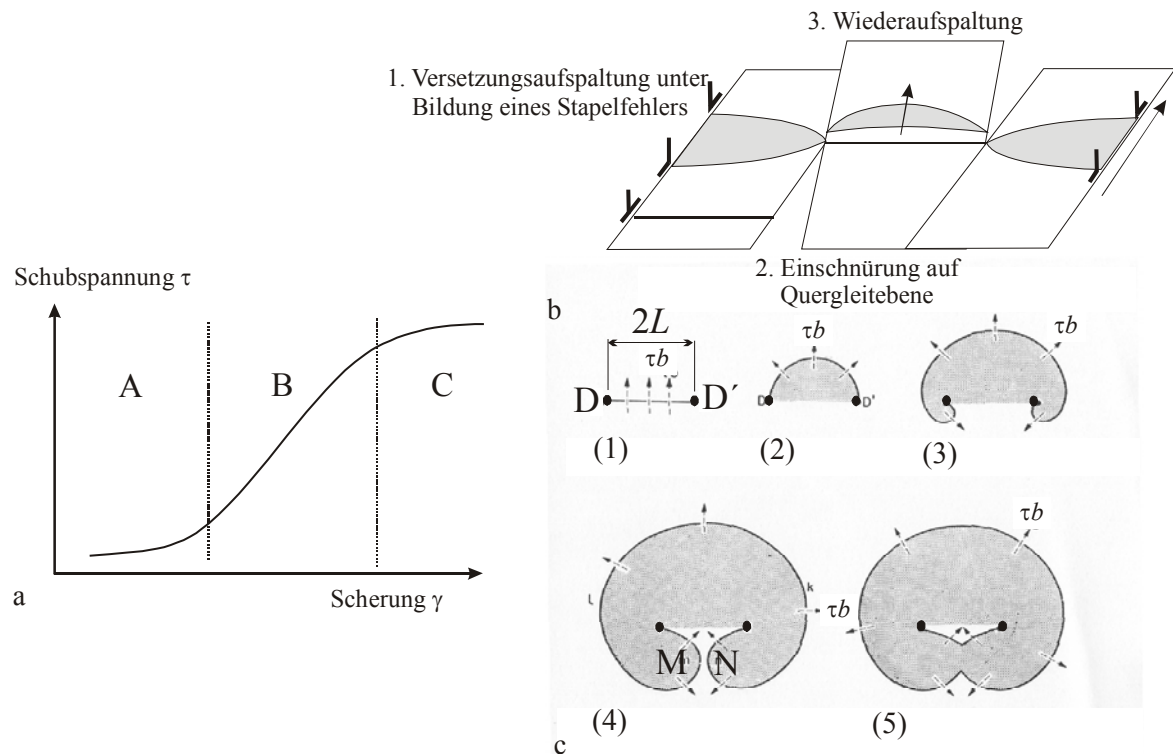 3. Wiederaufspaltung
1. Versetzungsaufspaltung unter
Bildung eines Stapelfehlers
2. Einschnürung auf
Quergleitebene
Schubspannung τ
A
B
C
Scherung γ
a
b
2L
τb
D
D´
(1)
τb
D
D'
(2)
τb
(3)
l
k
τb
M
N
(4)
τb
(5)
c